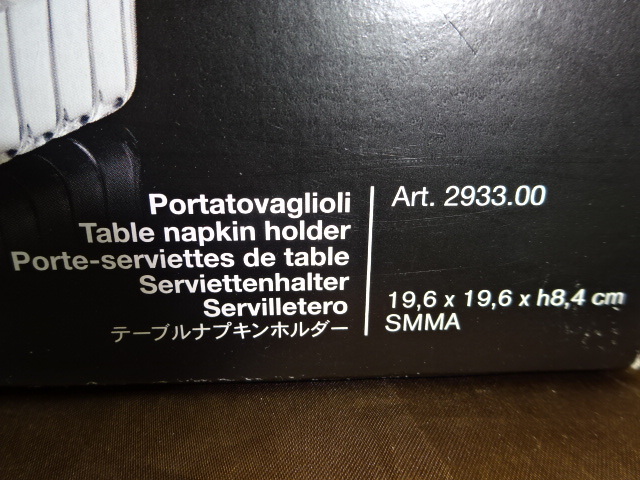 Portatovaglioli
Table napkin holder
Porte-serviettes de table
Serviettenhalter
Servilletero
テーブルナプキンホルダー
Art. 2933.00
19,6 x 19,6 x h8,4 cm
SMMA